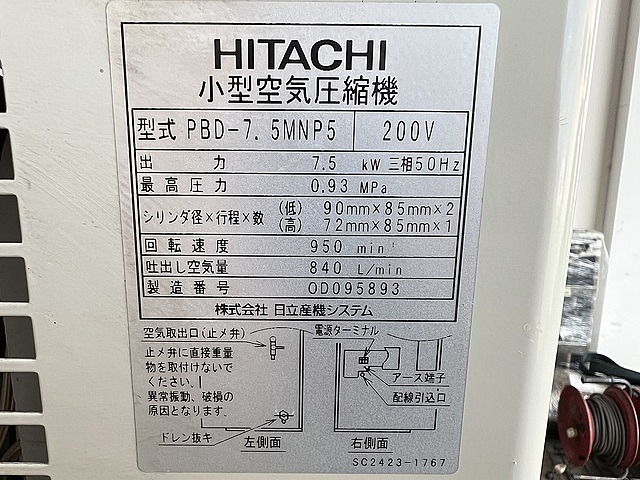 HITACHI
小型空気圧縮機
型式 PBD-7.5MNP5 200V
出力 7.5 kW 三相50Hz
最高圧力 0.93 MPa
シリンダ径×行程×数 (低) 90mm×85mm×2
(高) 72mm×85mm×1
回転速度 950 min⁻¹
吐出し空気量 840 L/min
製造番号 OD095893
株式会社 日立産機システム
空気取出口(止メ弁)
止メ弁に直接重量
物を取付けないで
ください。
異常振動、破損の
原因となります。
ドレン抜キ
左側面
電源ターミナル
アース端子
配線引込口
右側面
SC2423-1767